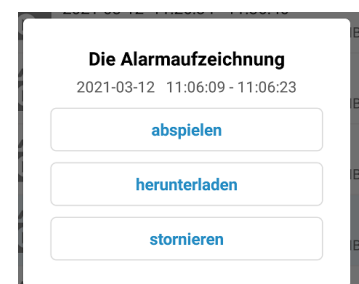 Die Alarmaufzeichnung
2021-03-12 11:06:09 - 11:06:23
abspielen
herunterladen
stornieren